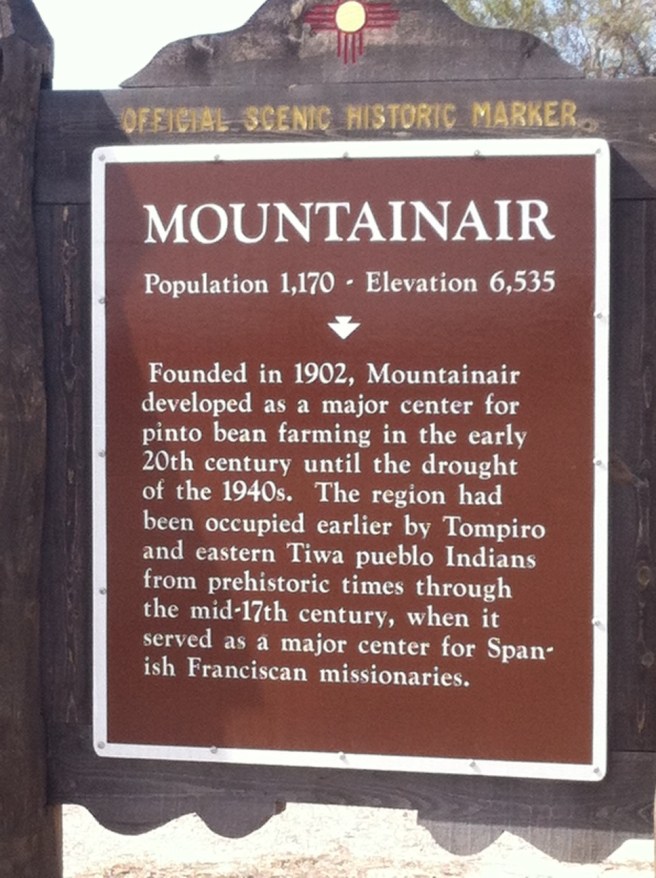 OFFICIAL SCENIC HISTORIC MARKER
MOUNTAINAIR
Population 1,170 - Elevation 6,535
Founded in 1902, Mountainair
developed as a major center for
pinto bean farming in the early
20th century until the drought
of the 1940s. The region had
been occupied earlier by Tompiro
and eastern Tiwa pueblo Indians
from prehistoric times through
the mid-17th century, when it
served as a major center for Span-
ish Franciscan missionaries.